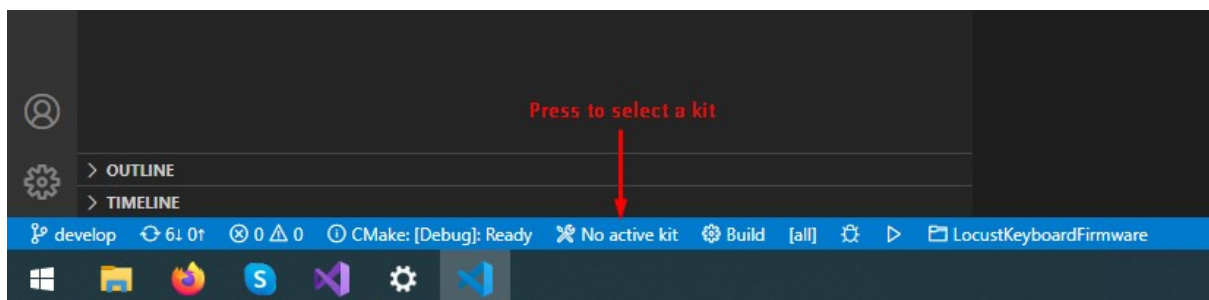 Press to select a kit
OUTLINE
TIMELINE
develop 6↓ 0↑ 0 0 CMake: [Debug]: Ready No active kit Build [all] LocustKeyboardFirmware
S